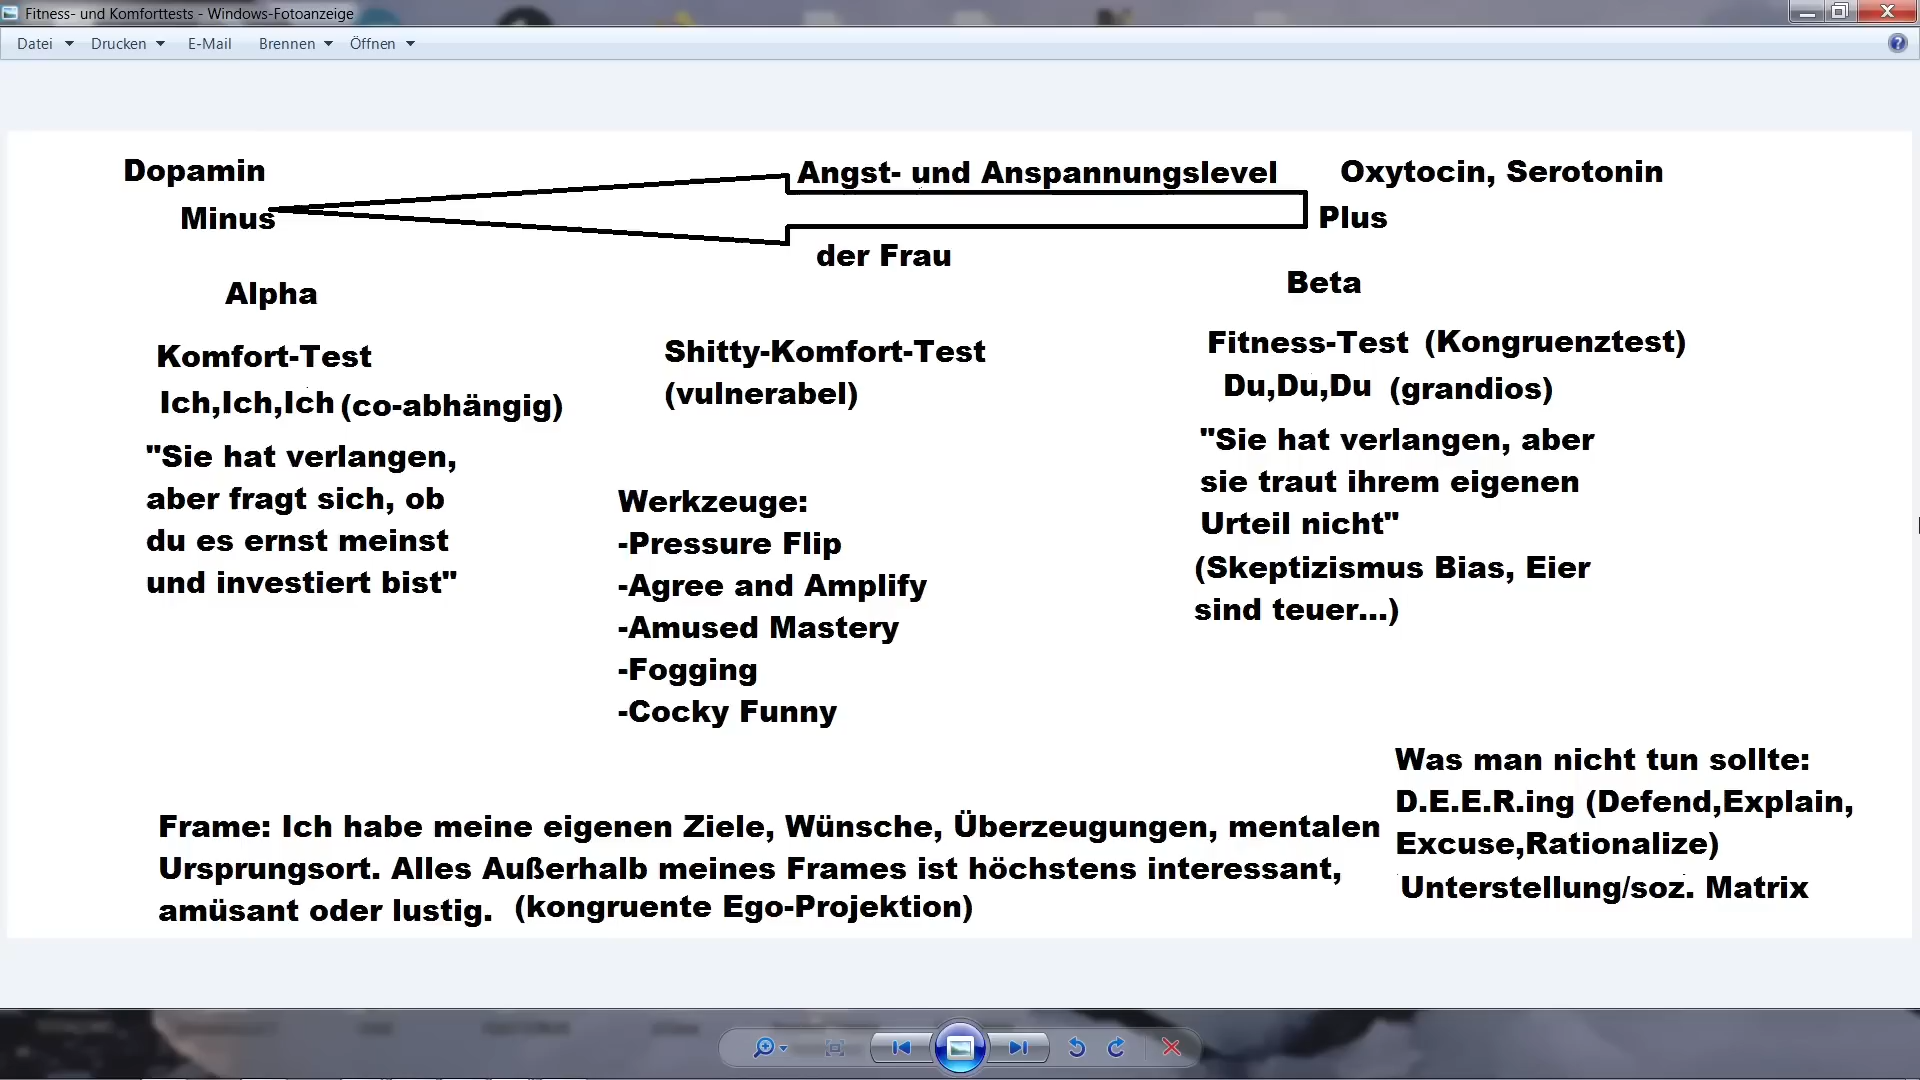 Fitness- und Komforttests - Windows-Fotoanzeige
Datei Drucken E-Mail Brennen Öffnen
Dopamin
Angst- und Anspannungslevel
Oxytocin, Serotonin
Minus
Plus
der Frau
Alpha
Beta
Komfort-Test
Ich,Ich,Ich (co-abhängig)
"Sie hat verlangen,
aber fragt sich, ob
du es ernst meinst
und investiert bist"
Shitty-Komfort-Test
(vulnerabel)
Werkzeuge:
-Pressure Flip
-Agree and Amplify
-Amused Mastery
-Fogging
-Cocky Funny
Fitness-Test (Kongruenztest)
Du,Du,Du (grandios)
"Sie hat verlangen, aber
sie traut ihrem eigenen
Urteil nicht"
(Skeptizismus Bias, Eier
sind teuer...)
Frame: Ich habe meine eigenen Ziele, Wünsche, Überzeugungen, mentalen
Ursprungsort. Alles Außerhalb meines Frames ist höchstens interessant,
amüsant oder lustig. (kongruente Ego-Projektion)
Was man nicht tun sollte:
D.E.E.R.ing (Defend,Explain,
Excuse,Rationalize)
Unterstellung/soz. Matrix